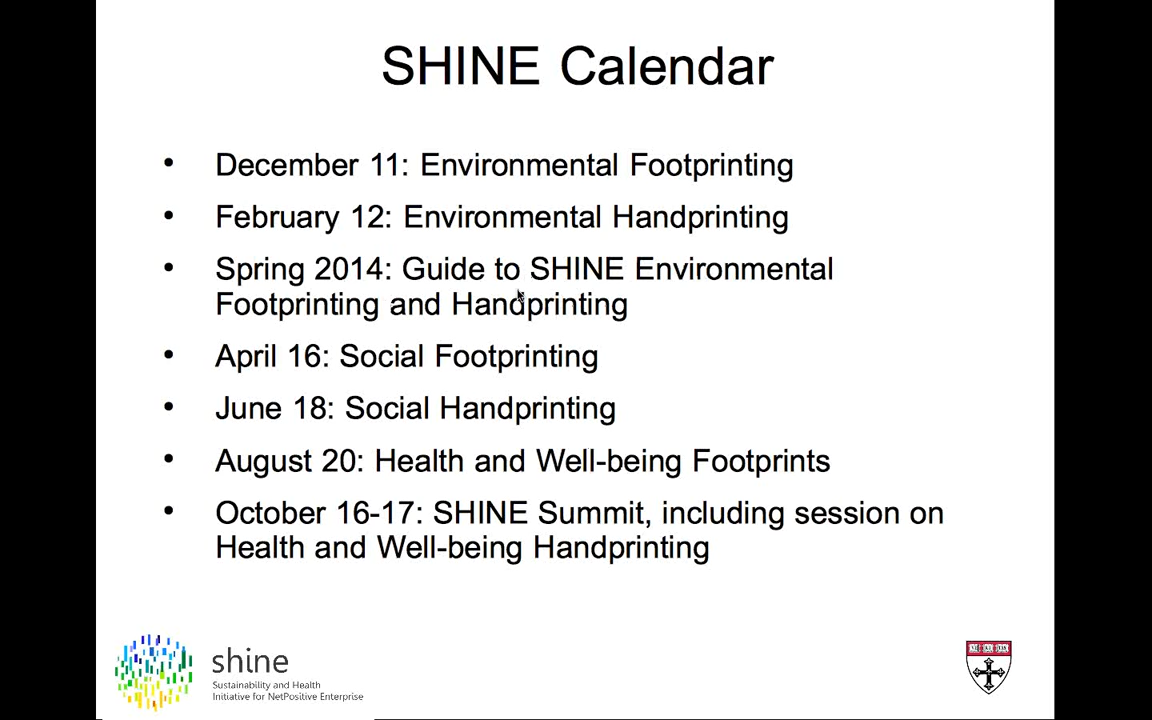 SHINE Calendar
• December 11: Environmental Footprinting
• February 12: Environmental Handprinting
• Spring 2014: Guide to SHINE Environmental
Footprinting and Handprinting
• April 16: Social Footprinting
• June 18: Social Handprinting
• August 20: Health and Well-being Footprints
• October 16-17: SHINE Summit, including session on
Health and Well-being Handprinting
shine
Sustainability and Health
Initiative for NetPositive Enterprise